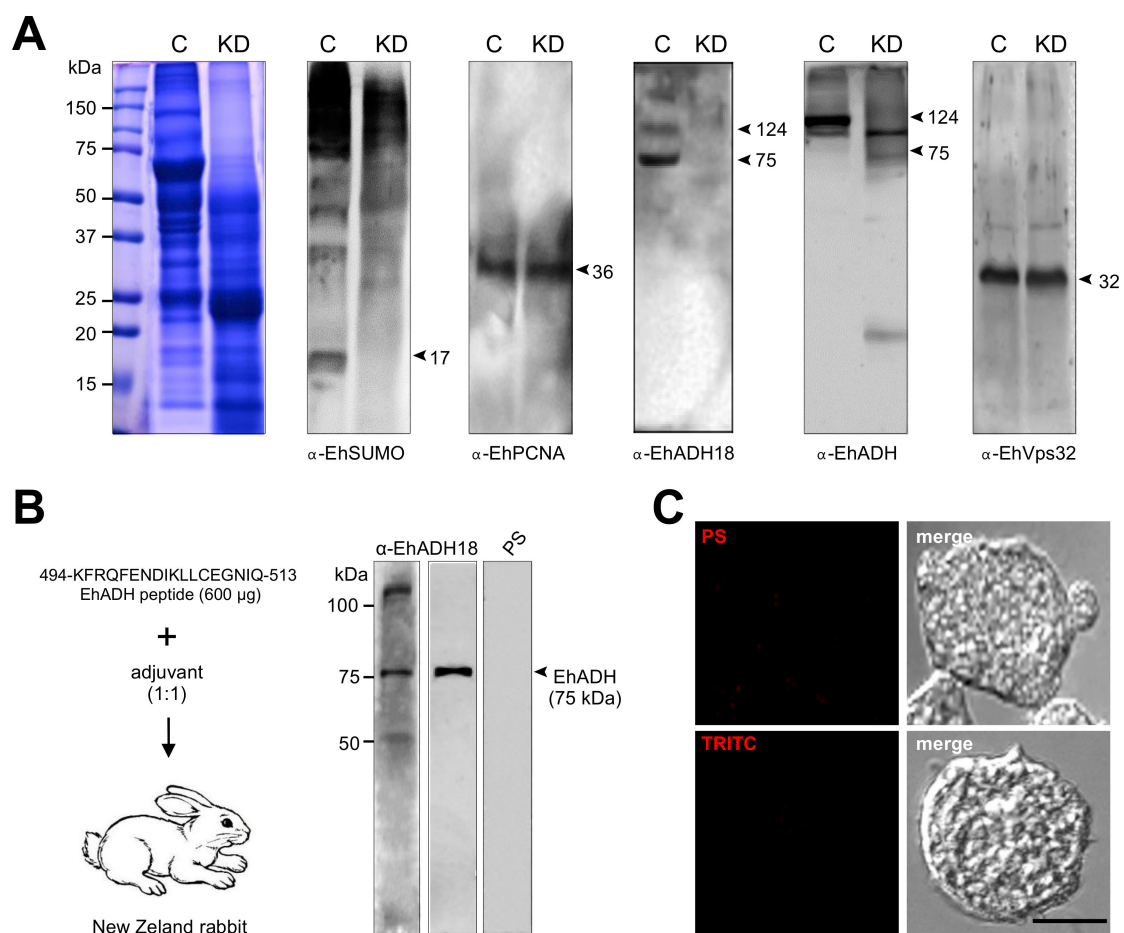 A
C KD
C KD
C KD
C KD
C KD
C KD
kDa
150
75
50
37
25
20
15
17
36
124
75
124
75
32
α-EhSUMO
α-EhPCNA
α-EhADH18
α-EhADH
α-EhVps32
B
494-KFRQFENDIKLLCEGNIQ-513
EhADH peptide (600 µg)
+
adjuvant
(1:1)
New Zeland rabbit
α-EhADH18
PS
kDa
100
75
50
EhADH
(75 kDa)
C
PS
merge
TRITC
merge